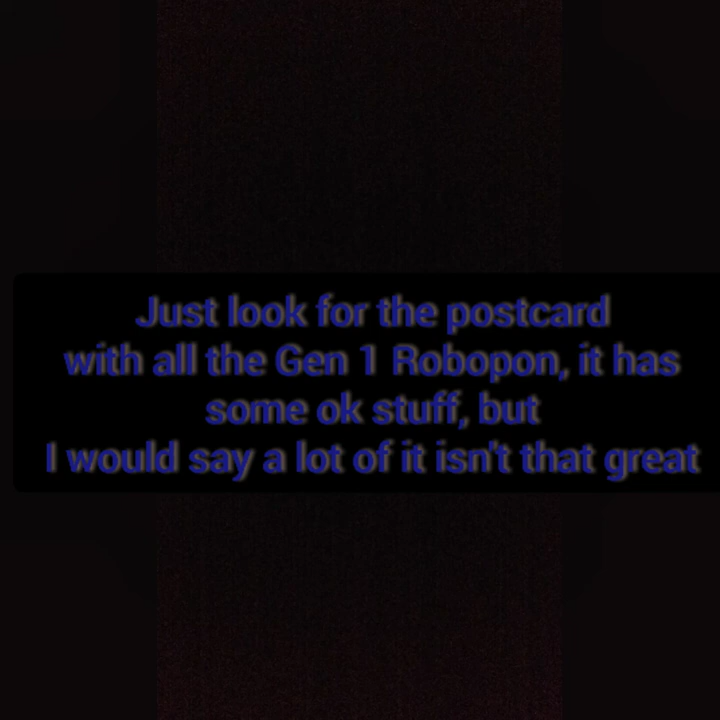 Just look for the postcard
with all the Gen 1 Robopon, it has
some ok stuff, but
I would say a lot of it isn't that great